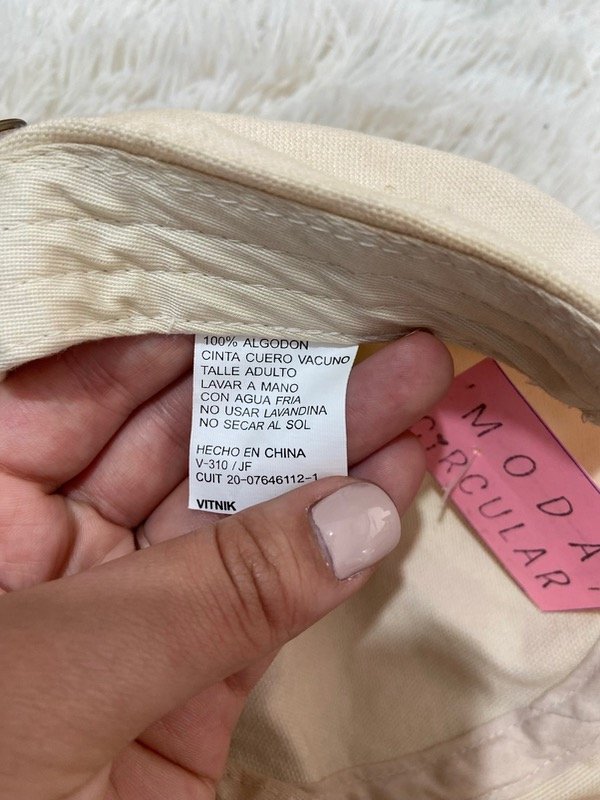 100% ALGODON
CINTA CUERO VACUNO
TALLE ADULTO
LAVAR A MANO
CON AGUA FRIA
NO USAR LAVANDINA
NO SECAR AL SOL
HECHO EN CHINA
V-310 / JF
CUIT 20-07646112-1
VITNIK
'MODA
CIRCULAR'